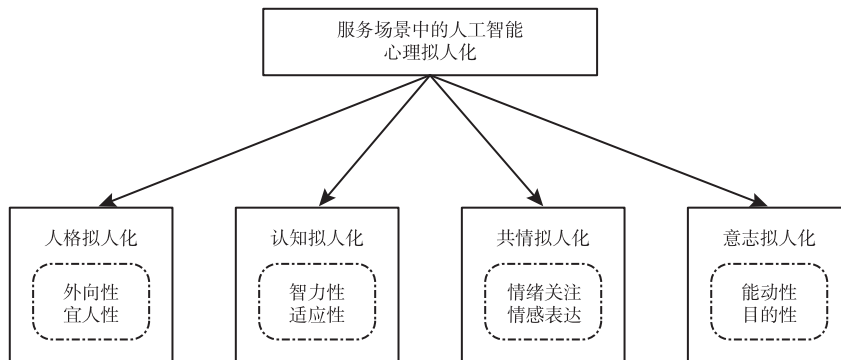 服务场景中的人工智能
心理拟人化
人格拟人化
外向性
宜人性
认知拟人化
智力性
适应性
共情拟人化
情绪关注
情感表达
意志拟人化
能动性
目的性